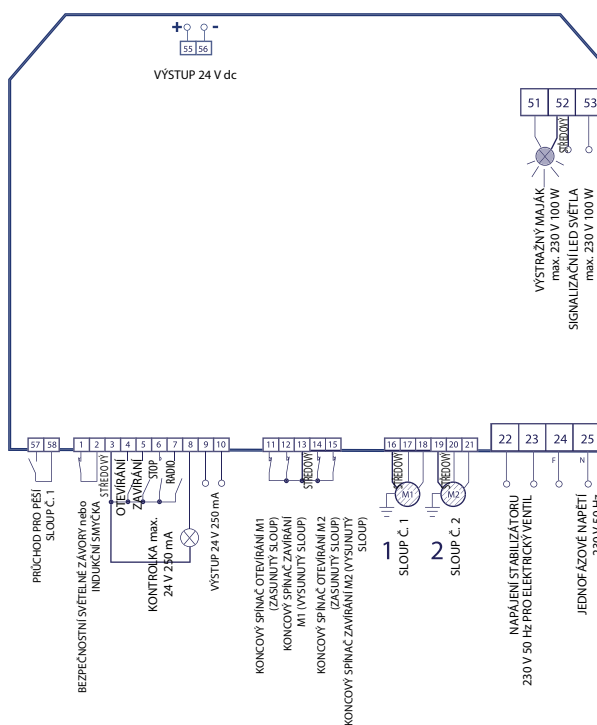 + -
55 56
VÝSTUP 24 V dc
51 52 53
STŘEDOVÝ
VÝSTRAŽNÝ MAJÁK
max. 230 V 100 W
SIGNALIZAČNÍ LED SVĚTLA
max. 230 V 100 W
57 58
1 2 3 4 5 6 7 8 9 10
11 12 13 14 15
16 17 18 19 20 21
22 23 24 25
PRŮCHOD PRO PĚŠÍ
SLOUP Č. 1
BEZPEČNOSTNÍ SVĚTELNÉ ZÁVORY nebo
INDUKČNÍ SMYČKA
STŘEDOVÝ
OTEVÍRÁNÍ
ZAVÍRÁNÍ
STOP
RADIO
KONTROLKA max.
24 V 250 mA
VÝSTUP 24 V 250 mA
KONCOVÝ SPÍNAČ OTEVÍRÁNÍ M1
(ZASUNUTÝ SLOUP)
KONCOVÝ SPÍNAČ ZAVÍRÁNÍ
M1 (VYSUNUTÝ SLOUP)
STŘEDOVÝ
KONCOVÝ SPÍNAČ OTEVÍRÁNÍ M2
(ZASUNUTÝ SLOUP)
KONCOVÝ SPÍNAČ ZAVÍRÁNÍ M2 (VYSUNUTÝ
SLOUP)
STŘEDOVÝ
M1
1
SLOUP Č. 1
STŘEDOVÝ
M2
2
SLOUP Č. 2
NAPÁJENÍ STABILIZÁTORU
230 V 50 Hz PRO ELEKTRICKÝ VENTIL
F
N
JEDNOFÁZOVÉ NAPĚTÍ
230 V 50 Hz